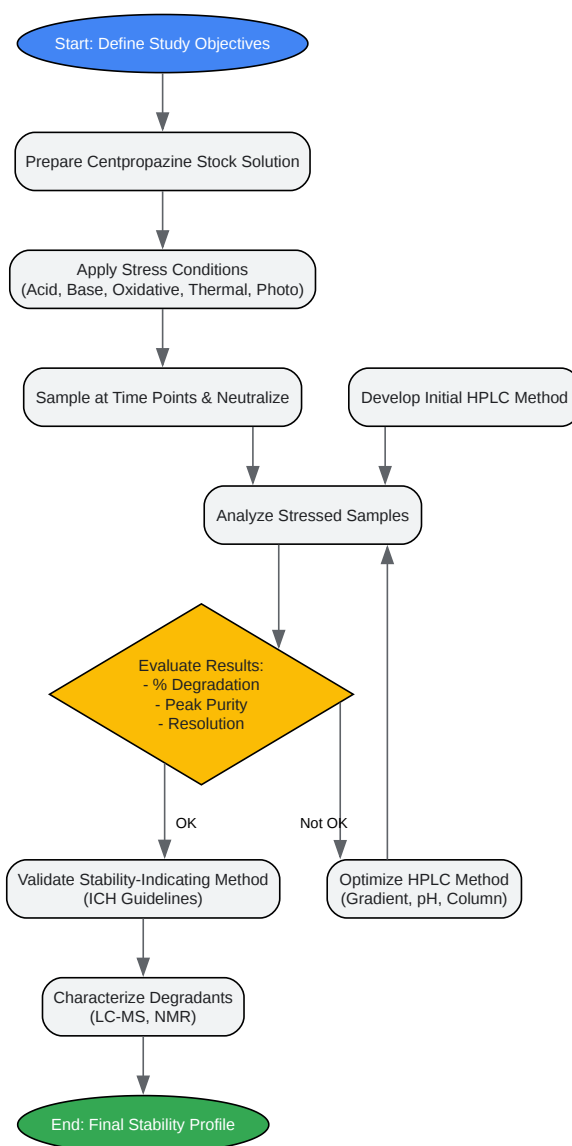 Start: Define Study Objectives
Prepare Centpropazine Stock Solution
Apply Stress Conditions
(Acid, Base, Oxidative, Thermal, Photo)
Sample at Time Points & Neutralize
Develop Initial HPLC Method
Analyze Stressed Samples
Evaluate Results:
- % Degradation
- Peak Purity
- Resolution
OK
Not OK
Validate Stability-Indicating Method
(ICH Guidelines)
Optimize HPLC Method
(Gradient, pH, Column)
Characterize Degradants
(LC-MS, NMR)
End: Final Stability Profile